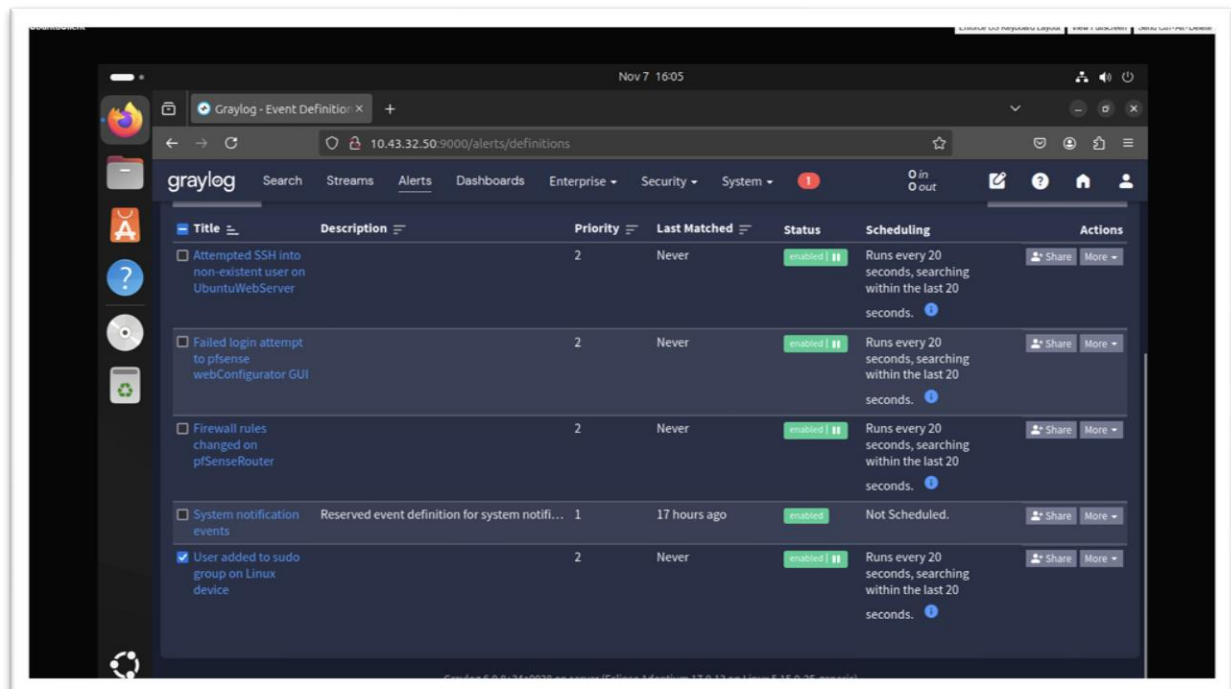 Nov 7 16:05
Graylog - Event Definition
10.43.32.50:9000/alerts/definitions
graylog Search Streams Alerts Dashboards Enterprise Security System 1 0 in
0 out
Title Description Priority Last Matched Status Scheduling Actions
Attempted SSH into 2 Never enabled Runs every 20 Share More
non-existent user on seconds, searching
UbuntuWebServer within the last 20
seconds.
Failed login attempt 2 Never enabled Runs every 20 Share More
to pfsense seconds, searching
webConfigurator GUI within the last 20
seconds.
Firewall rules 2 Never enabled Runs every 20 Share More
changed on seconds, searching
pfSenseRouter within the last 20
seconds.
System notification Reserved event definition for system notifi... 1 17 hours ago enabled Not Scheduled. Share More
events
User added to sudo 2 Never enabled Runs every 20 Share More
group on Linux seconds, searching
device within the last 20
seconds.